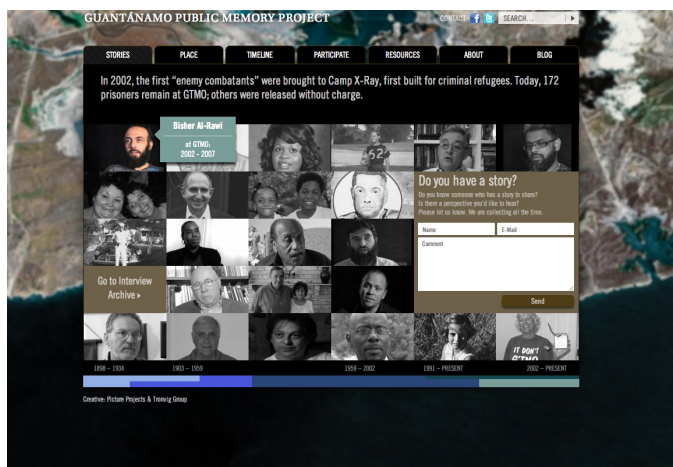 GUANTÁNAMO PUBLIC MEMORY PROJECT
CONTACT
SEARCH...
STORIES PLACE TIMELINE PARTICIPATE RESOURCES ABOUT BLOG
In 2002, the first “enemy combatants” were brought to Camp X-Ray, first built for criminal refugees. Today, 172
prisoners remain at GTMO; others were released without charge.
Bisher Al-Rawi
at GTMO:
2002 - 2007
52
Do you have a story?
Do you know someone who has a story to share?
Is there a perspective you'd like to hear?
Please let us know. We are collecting all the time.
Name E-Mail
Comment
Send
Go to Interview
Archive
IT DON'T
GTMO
1898 – 1934 1903 – 1959 1959 – 2002 1991 – PRESENT 2002 – PRESENT
Creative: Picture Projects & Tronvig Group